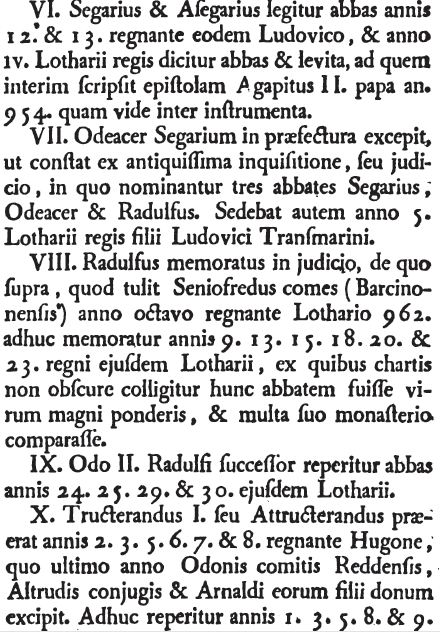 VI. Segarius & Aſegarius legitur abbas annis
12. & 13. regnante eodem Ludovico, & anno
IV. Lotharii regis dicitur abbas & levita, ad quem
interim ſcripſit epiſtolam Agapitus II. papa an.
954. quam vide inter inſtrumenta.
VII. Odeacer Segarium in præfectura excepit,
ut conſtat ex antiquiſſima inquiſitione, ſeu judi-
cio, in quo nominantur tres abbates Segarius,
Odeacer & Radulfus. Sedebat autem anno 5.
Lotharii regis filii Ludovici Tranſmarini.
VIII. Radulfus memoratus in judicio, de quo
ſupra, quod tulit Seniofredus comes (Barcino-
nenſis) anno octavo regnante Lothario 962.
adhuc memoratur annis 9. 13. 15. 18. 20. &
23. regni ejuſdem Lotharii, ex quibus chartis
non obſcure colligitur hunc abbatem fuiſſe vi-
rum magni ponderis, & multa ſuo monaſterio
comparaſſe.
IX. Odo II. Radulfi ſucceſſor reperitur abbas
annis 24. 25. 29. & 30. ejuſdem Lotharii.
X. Tructerandus I. ſeu Attructerandus præ-
erat annis 2. 3. 5. 6. 7. & 8. regnante Hugone,
quo ultimo anno Odonis comitis Reddenſis,
Altrudis conjugis & Arnaldi eorum filii donum
excipit. Adhuc reperitur annis 1. 3. 5. 8. & 9.